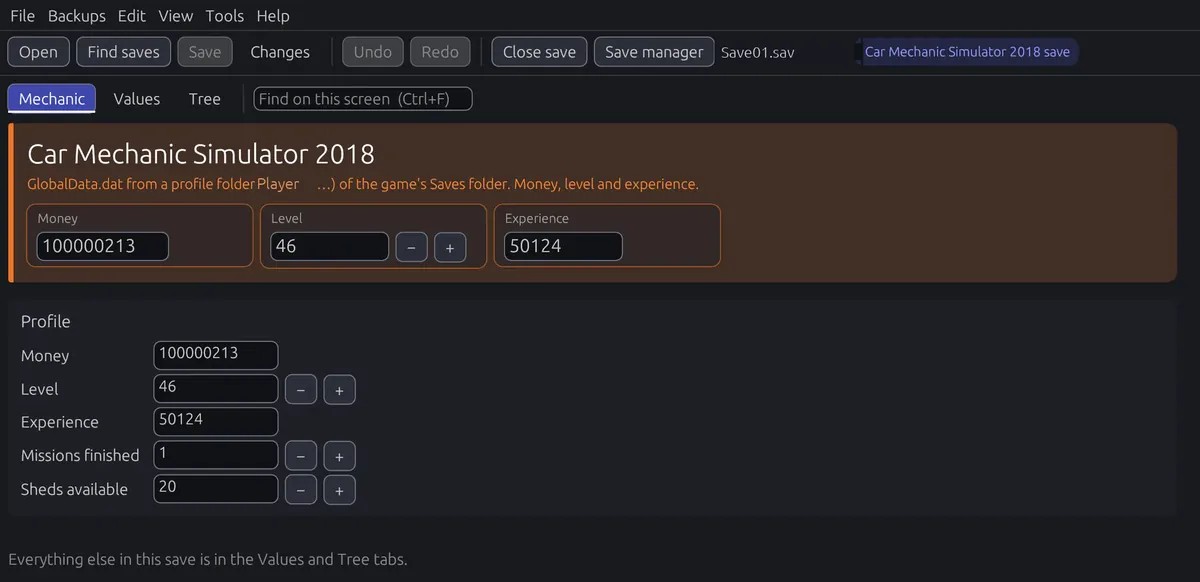 File Backups Edit View Tools Help
Open Find saves Save Changes Undo Redo Close save Save manager Save01.sav Car Mechanic Simulator 2018 save
Mechanic Values Tree Find on this screen (Ctrl+F)
Car Mechanic Simulator 2018
GlobalData.dat from a profile folder Player …) of the game's Saves folder. Money, level and experience.
Money Level Experience
100000213 46 − + 50124
Profile
Money 100000213
Level 46 − +
Experience 50124
Missions finished 1 − +
Sheds available 20 − +
Everything else in this save is in the Values and Tree tabs.